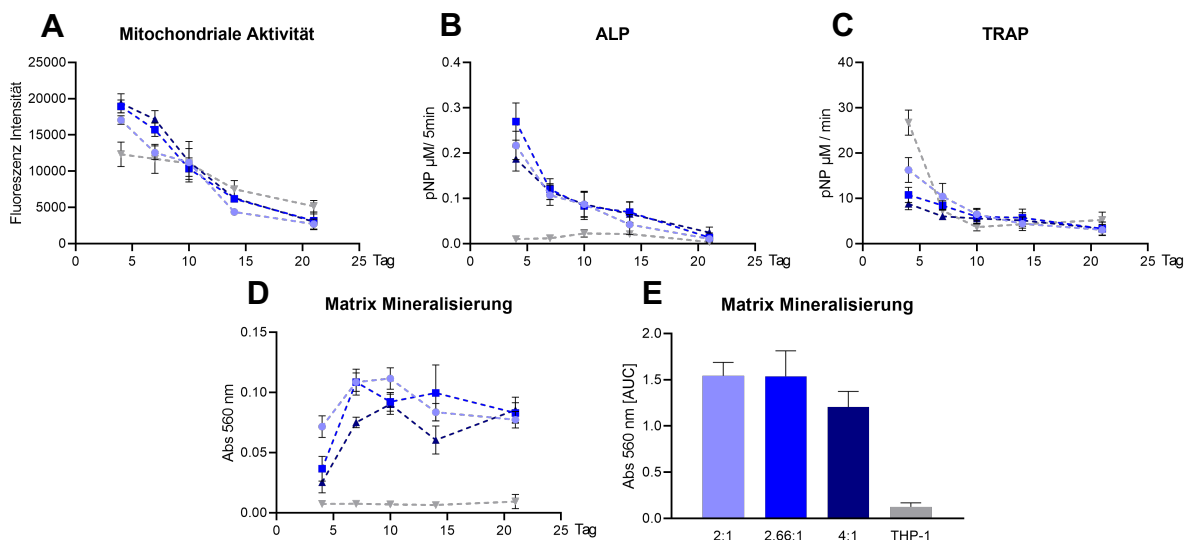 A
Mitochondriale Aktivität
Fluoreszenz Intensität
25000
20000
15000
10000
5000
0
0 5 10 15 20 25 Tag
B
ALP
pNP µM/ 5min
0.4
0.3
0.2
0.1
0.0
0 5 10 15 20 25 Tag
C
TRAP
pNP µM / min
40
30
20
10
0
0 5 10 15 20 25 Tag
D
Matrix Mineralisierung
Abs 560 nm
0.15
0.10
0.05
0.00
0 5 10 15 20 25 Tag
E
Matrix Mineralisierung
Abs 560 nm [AUC]
2.0
1.5
1.0
0.5
0.0
2:1 2.66:1 4:1 THP-1